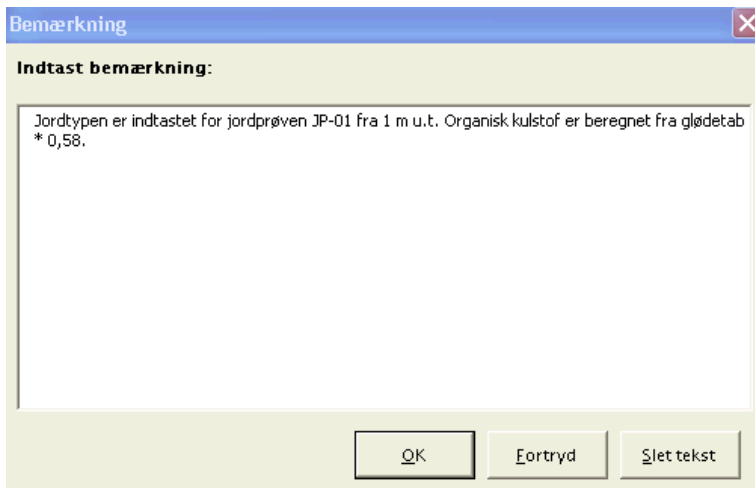 Bemærkning
Indtast bemærkning:
Jordtypen er indtastet for jordprøven JP-01 fra 1 m u.t. Organisk kulstof er beregnet fra glødetab
* 0,58.
OK
Fortryd
Slet tekst